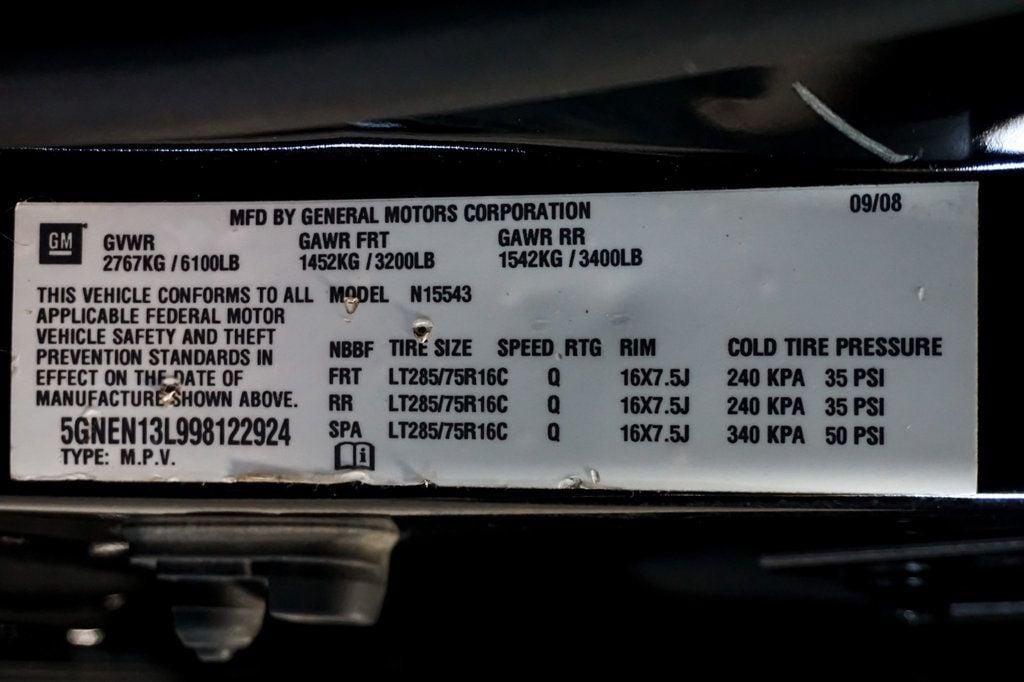 MFD BY GENERAL MOTORS CORPORATION 09/08
GM
GVWR GAWR FRT GAWR RR
2767KG / 6100LB 1452KG / 3200LB 1542KG / 3400LB
THIS VEHICLE CONFORMS TO ALL
APPLICABLE FEDERAL MOTOR
VEHICLE SAFETY AND THEFT
PREVENTION STANDARDS IN
EFFECT ON THE DATE OF
MANUFACTURE SHOWN ABOVE.
5GNEN13L998122924
TYPE: M.P.V.
MODEL N15543
NBBF TIRE SIZE SPEED RTG RIM COLD TIRE PRESSURE
FRT LT285/75R16C Q 16X7.5J 240 KPA 35 PSI
RR LT285/75R16C Q 16X7.5J 240 KPA 35 PSI
SPA LT285/75R16C Q 16X7.5J 340 KPA 50 PSI